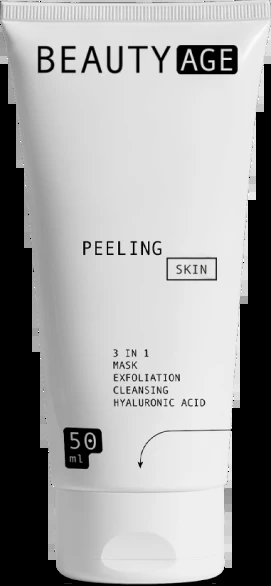 BEAUTY AGE
PEELING
SKIN
3 IN 1
MASK
EXFOLIATION
CLEANSING
HYALURONIC ACID
50
ml